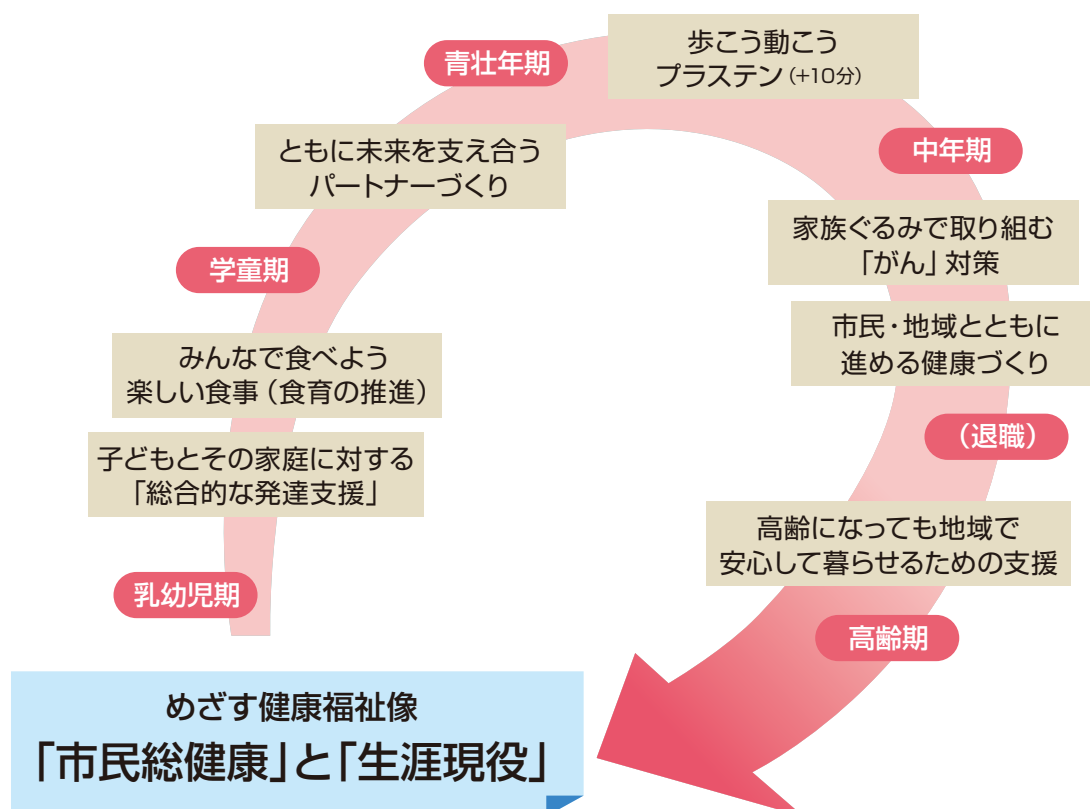 青壮年期
歩こう動こう
プラステン（+10分）
ともに未来を支え合う
パートナーづくり
中年期
家族ぐるみで取り組む
「がん」対策
学童期
市民・地域とともに
進める健康づくり
みんなで食べよう
楽しい食事（食育の推進）
（退職）
子どもとその家庭に対する
「総合的な発達支援」
高齢になっても地域で
安心して暮らせるための支援
乳幼児期
高齢期
めざす健康福祉像
「市民総健康」と「生涯現役」